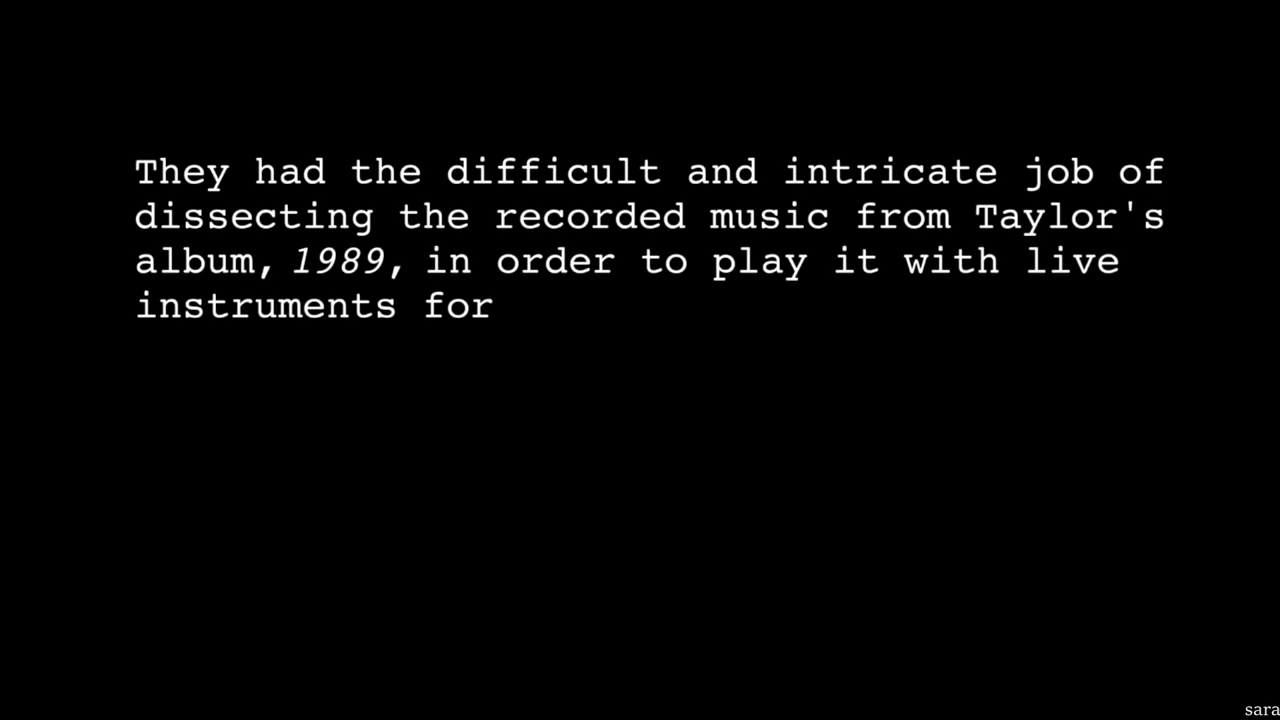 They had the difficult and intricate job of
dissecting the recorded music from Taylor's
album, 1989, in order to play it with live
instruments for
sara